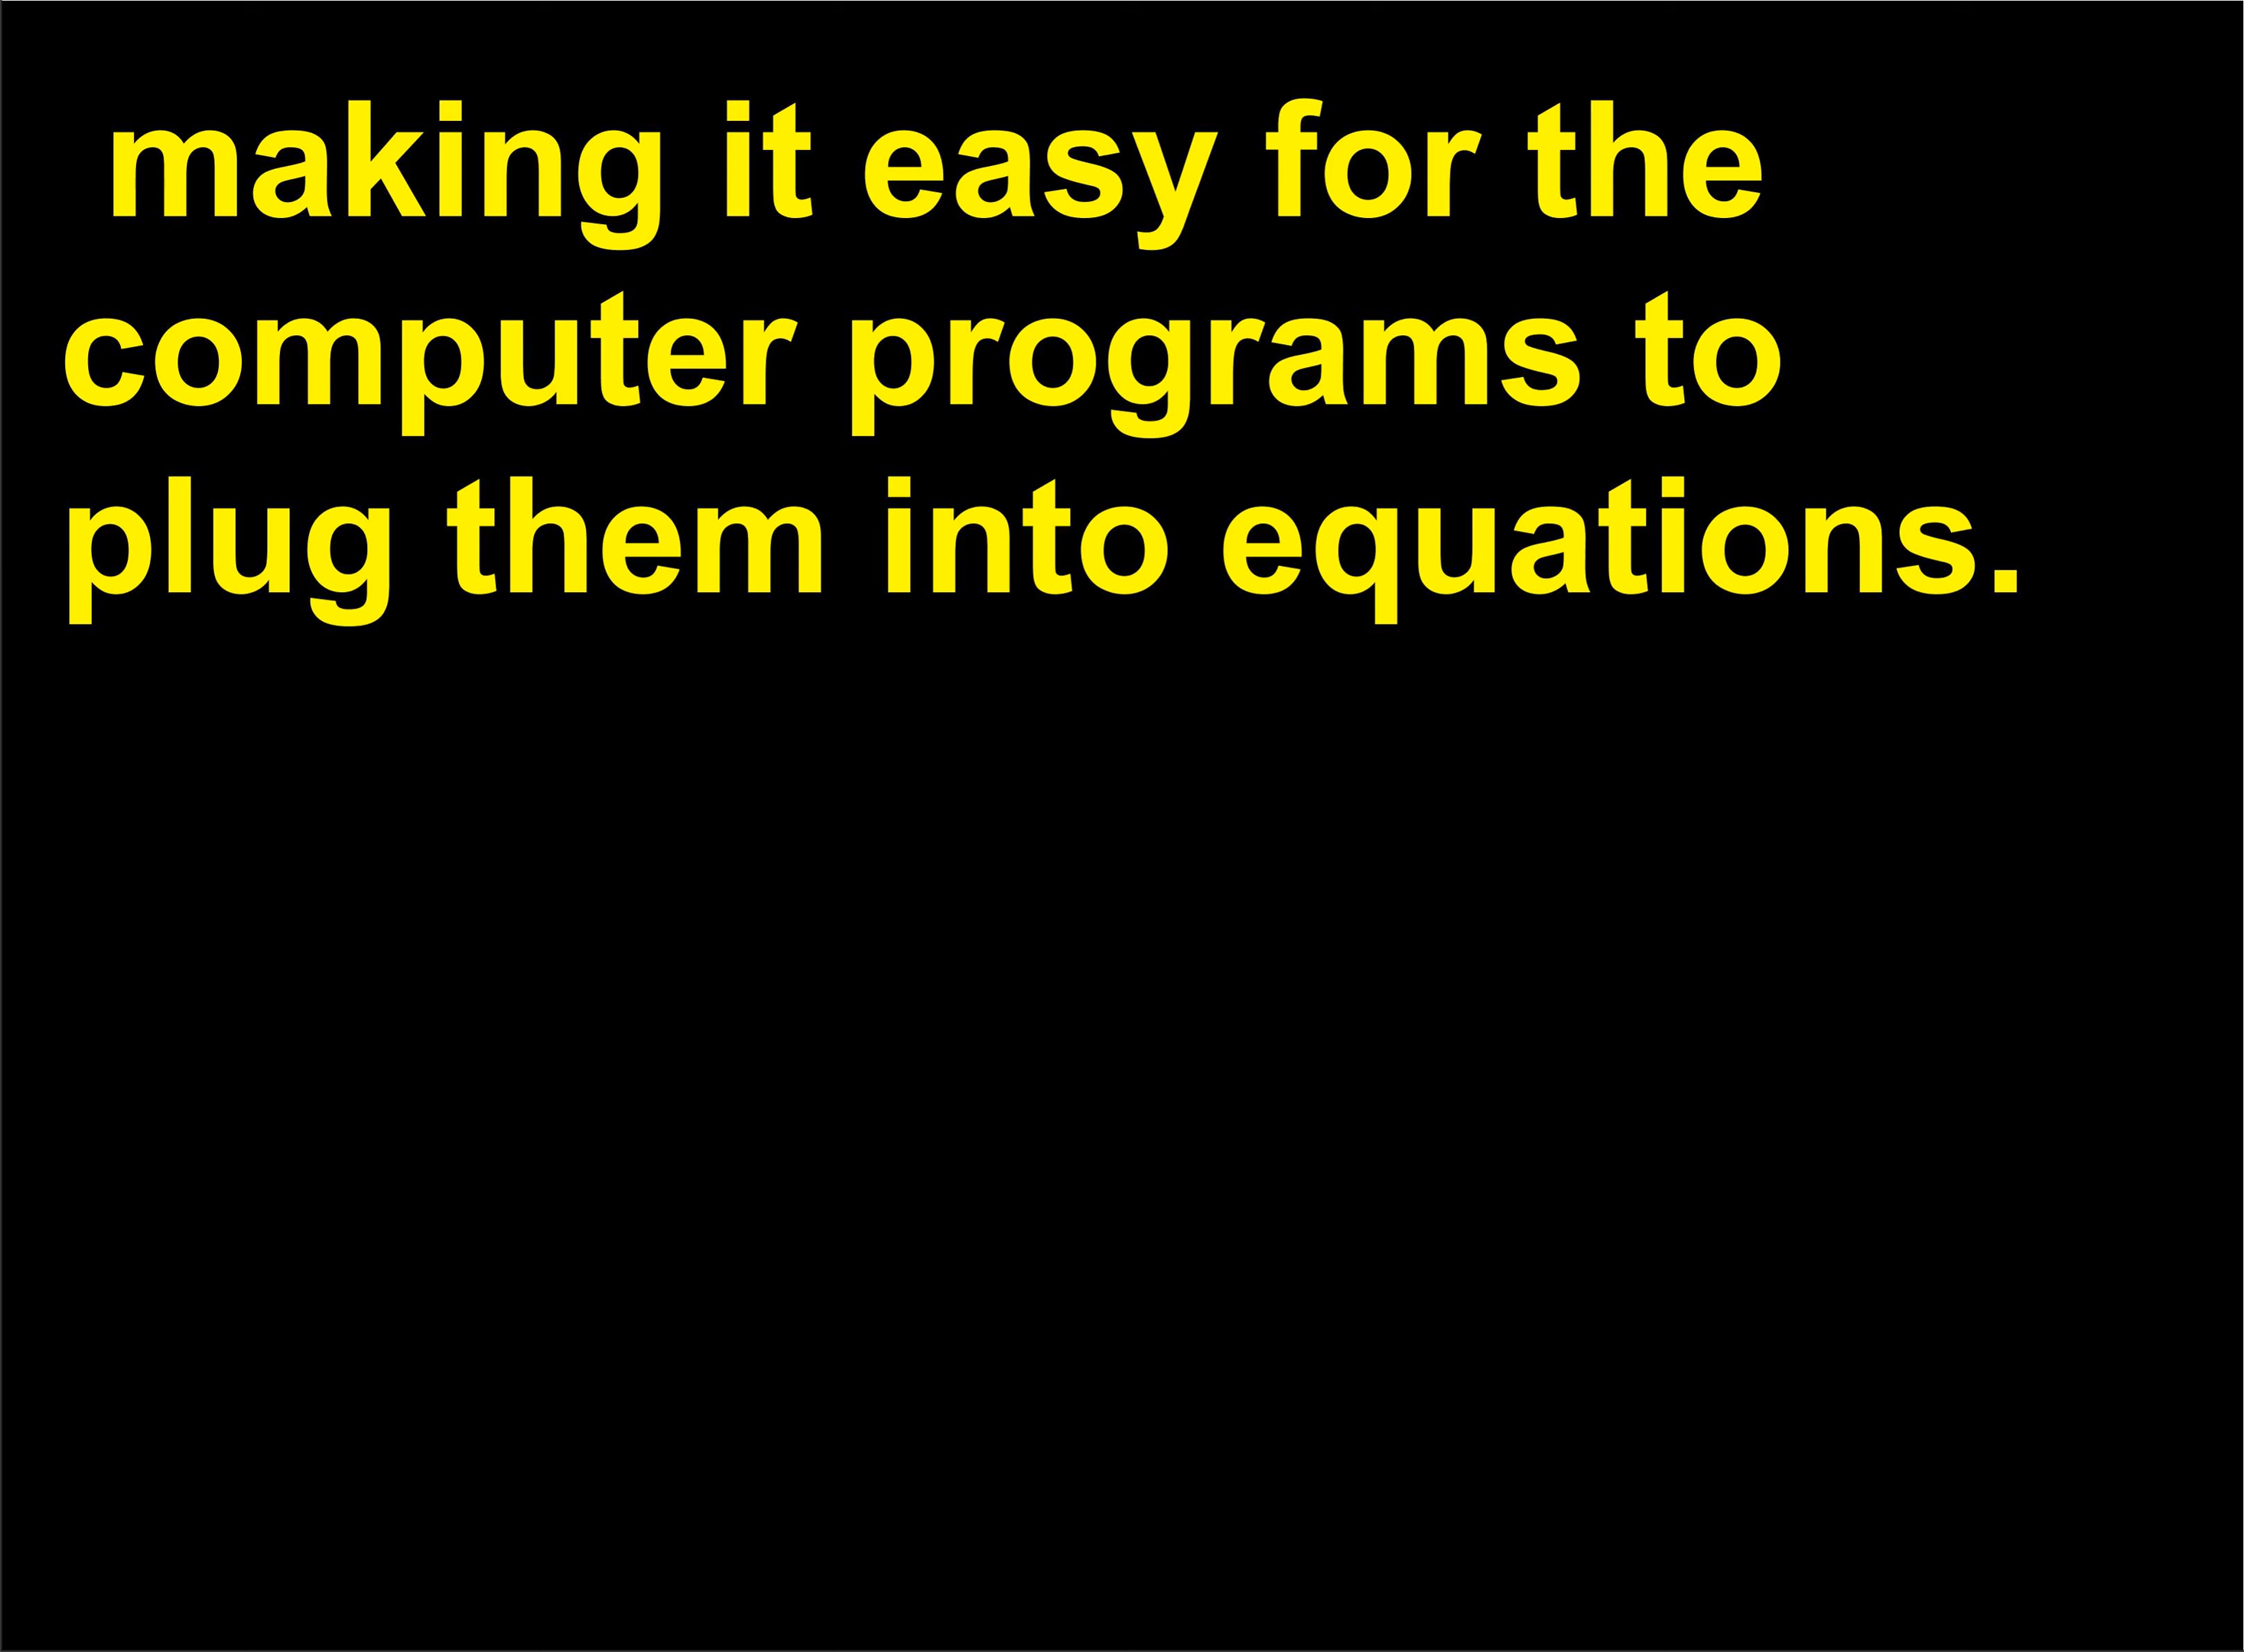 making it easy for the
computer programs to
plug them into equations.